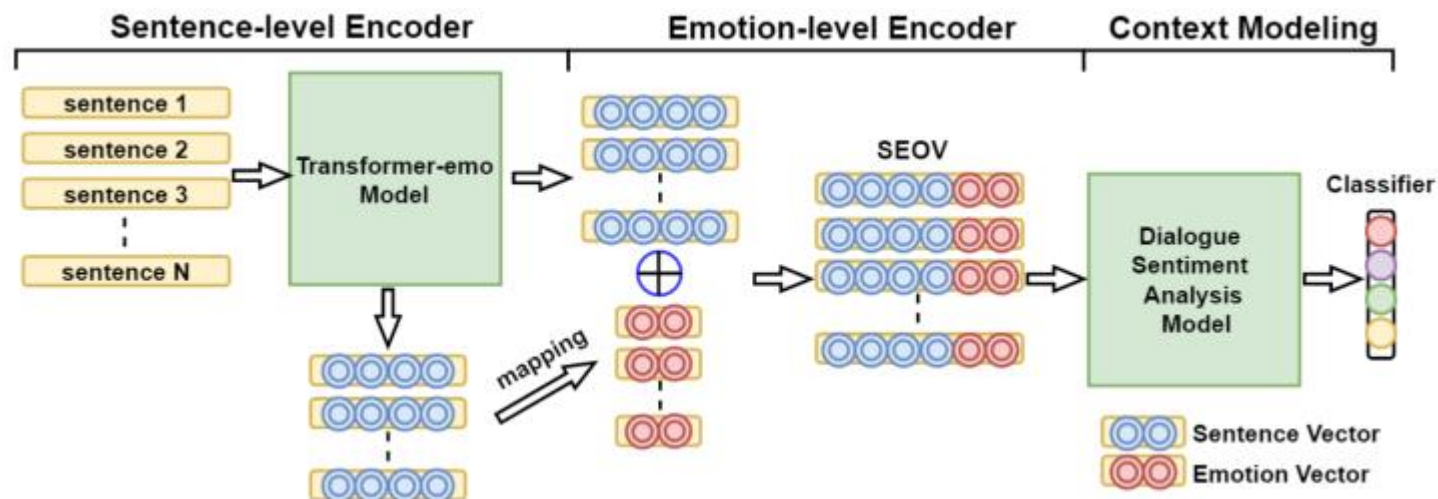 Sentence-level Encoder
Emotion-level Encoder
Context Modeling
sentence 1
sentence 2
sentence 3
sentence N
Transformer-emo
Model
mapping
SEOV
Dialogue
Sentiment
Analysis
Model
Classifier
Sentence Vector
Emotion Vector